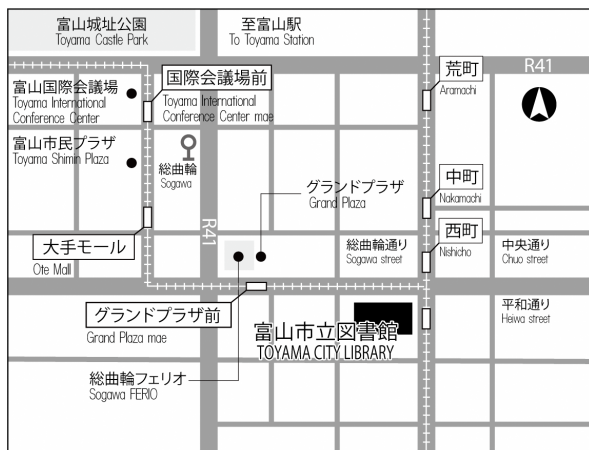 富山城址公園
Toyama Castle Park
至富山駅
To Toyama Station
R41
富山国際会議場
Toyama International
Conference Center
国際会議場前
Toyama International
Conference Center mae
荒町
Aramachi
富山市民プラザ
Toyama Shimin Plaza
総曲輪
Sogawa
グランドプラザ
Grand Plaza
中町
Nakamachi
R41
大手モール
Ote Mall
総曲輪通り
Sogawa street
西町
Nishicho
中央通り
Chuo street
グランドプラザ前
Grand Plaza mae
富山市立図書館
TOYAMA CITY LIBRARY
平和通り
Heiwa street
総曲輪フェリオ
Sogawa FERIO